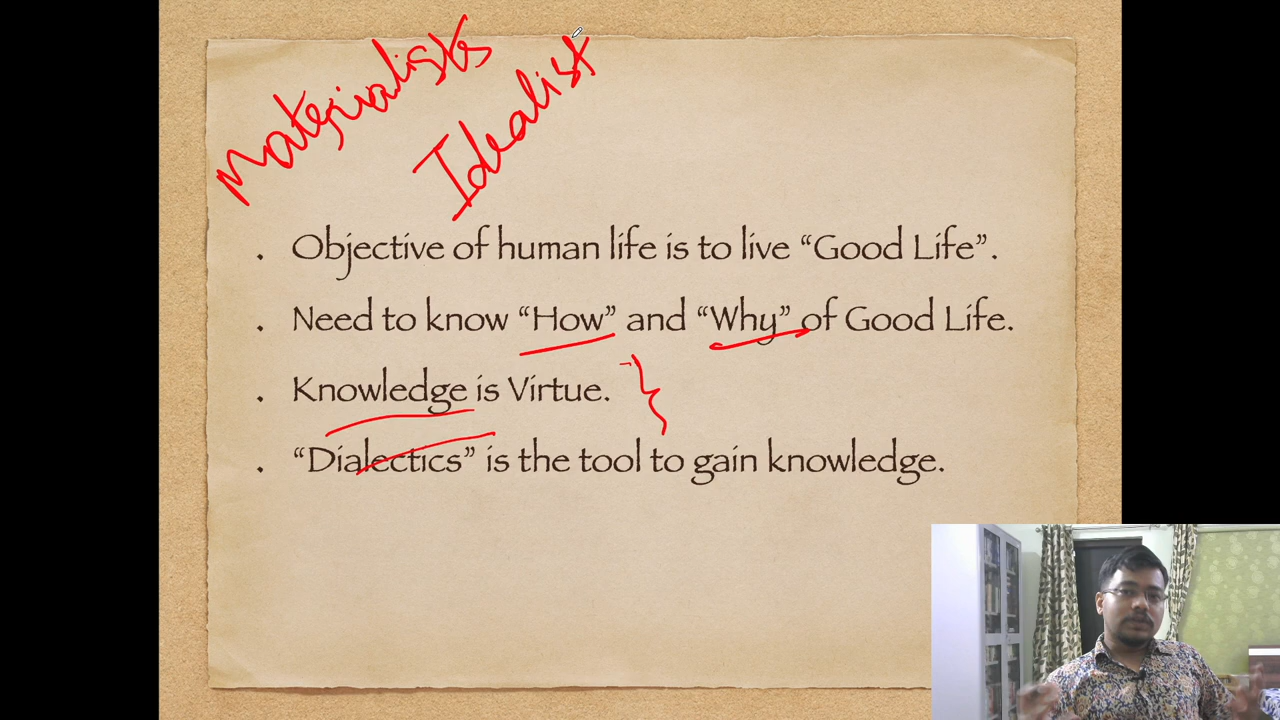 Materialists
Idealist
. Objective of human life is to live “Good Life”.
. Need to know “How” and “Why” of Good Life.
. Knowledge is Virtue.
. “Dialectics” is the tool to gain knowledge.